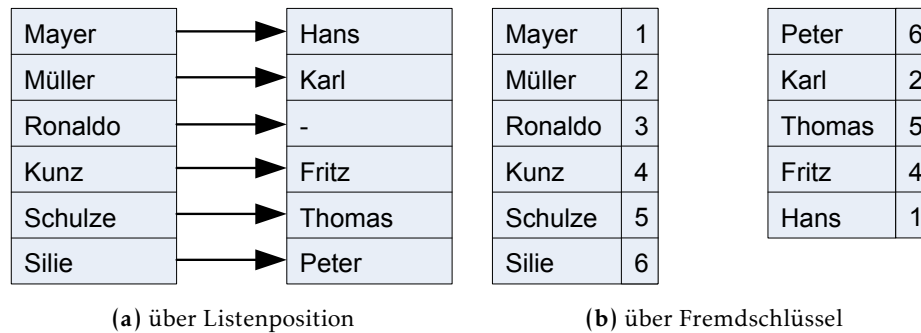 Mayer Hans Mayer 1 Peter 6
Müller Karl Müller 2 Karl 2
Ronaldo - Ronaldo 3 Thomas 5
Kunz Fritz Kunz 4 Fritz 4
Schulze Thomas Schulze 5 Hans 1
Silie Peter Silie 6
(a) über Listenposition (b) über Fremdschlüssel